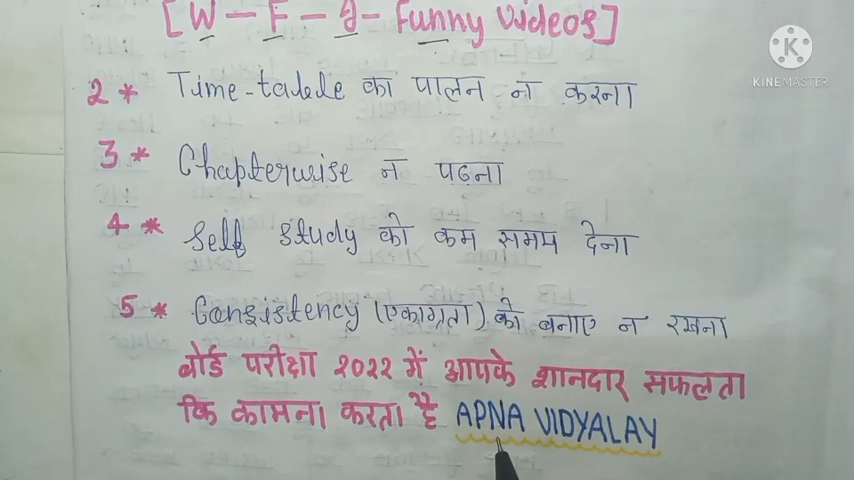 [W - F - I - Funny videos]
KINEMASTER
2 * Time-table का पालन ना करना
3 * Chapterwise न पढना
4 * Self study को कम समय देना
5 * Consistency (एकाग्रता) को बनाए न रखना
बोर्ड परीक्षा २०२२ में आपके शानदार सफलता
कि कामना करता है APNA VIDYALAY